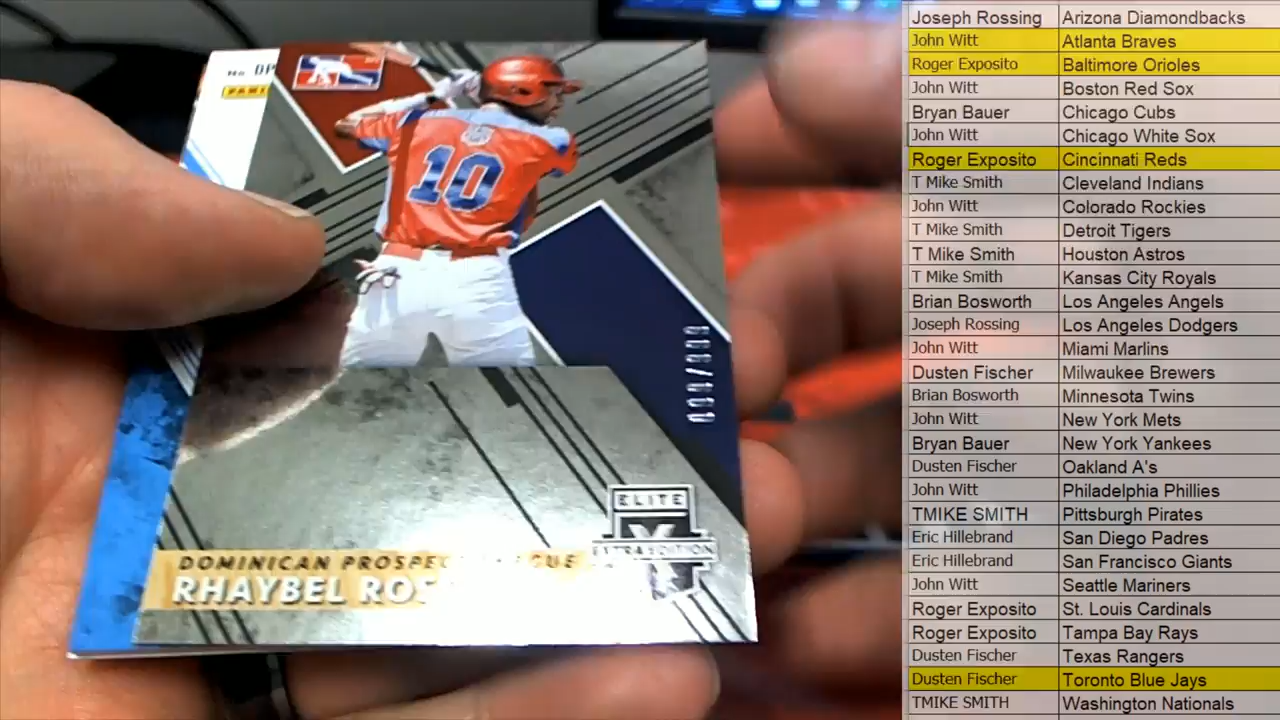 No. DP
PANINI
10
ELITE
EXTRA EDITION
DOMINICAN PROSPECT LEAGUE
RHAYBEL
Joseph Rossing Arizona Diamondbacks
John Witt Atlanta Braves
Roger Exposito Baltimore Orioles
John Witt Boston Red Sox
Bryan Bauer Chicago Cubs
John Witt Chicago White Sox
Roger Exposito Cincinnati Reds
T Mike Smith Cleveland Indians
John Witt Colorado Rockies
T Mike Smith Detroit Tigers
T Mike Smith Houston Astros
T Mike Smith Kansas City Royals
Brian Bosworth Los Angeles Angels
Joseph Rossing Los Angeles Dodgers
John Witt Miami Marlins
Dusten Fischer Milwaukee Brewers
Brian Bosworth Minnesota Twins
John Witt New York Mets
Bryan Bauer New York Yankees
Dusten Fischer Oakland A's
John Witt Philadelphia Phillies
TMIKE SMITH Pittsburgh Pirates
Eric Hillebrand San Diego Padres
Eric Hillebrand San Francisco Giants
John Witt Seattle Mariners
Roger Exposito St. Louis Cardinals
Roger Exposito Tampa Bay Rays
Dusten Fischer Texas Rangers
Dusten Fischer Toronto Blue Jays
TMIKE SMITH Washington Nationals